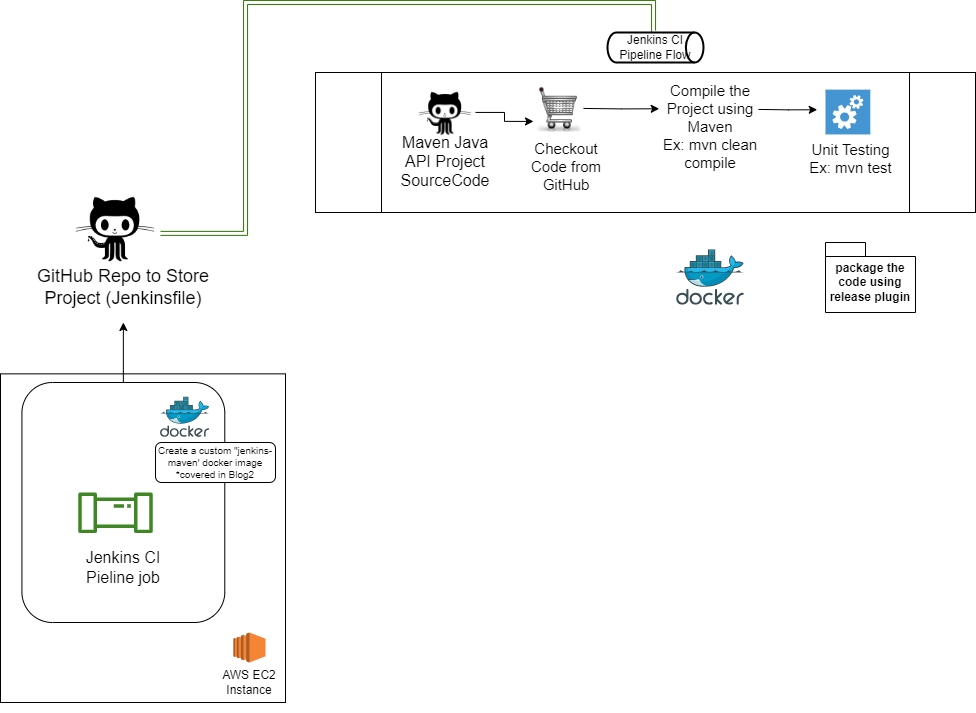 Jenkins CI
Pipeline Flow
Maven Java
API Project
SourceCode
Checkout
Code from
GitHub
Compile the
Project using
Maven
Ex: mvn clean
compile
Unit Testing
Ex: mvn test
GitHub Repo to Store
Project (Jenkinsfile)
docker
package the
code using
release plugin
docker
Create a custom "jenkins-
maven' docker image
*covered in Blog2
Jenkins CI
Pieline job
AWS EC2
Instance